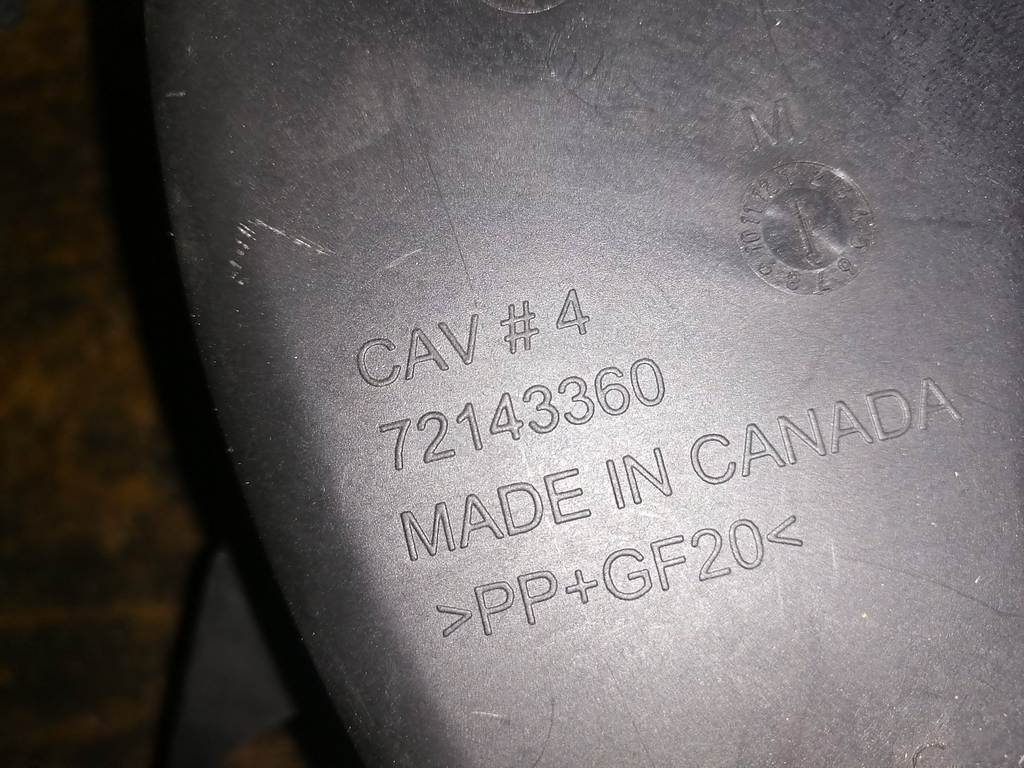 M
CAV # 4
72143360
MADE IN CANADA
>PP+GF20<